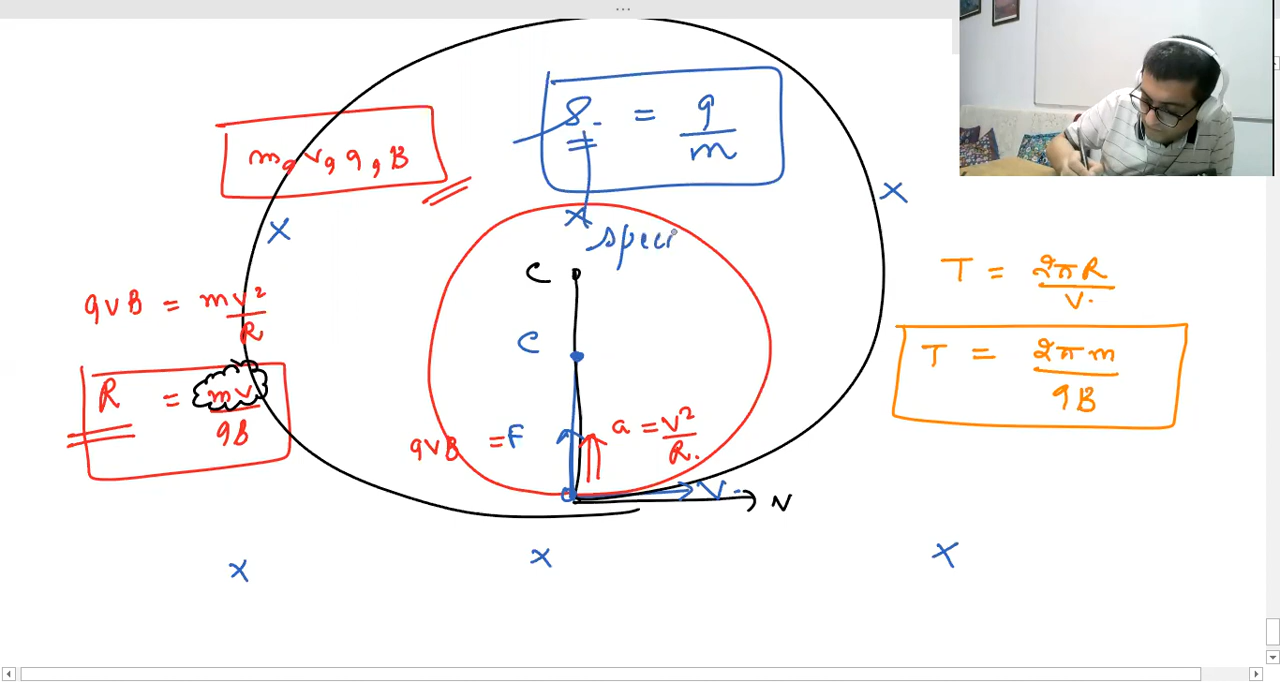 S. = q/m
m, v, q, B
x
x
x
speci
C
T = 2πR/V.
qvB = mv²/R
C
T = 2πm/qB
R = mv/qB
qvB = F
a = v²/R.
V
N
x
x
x